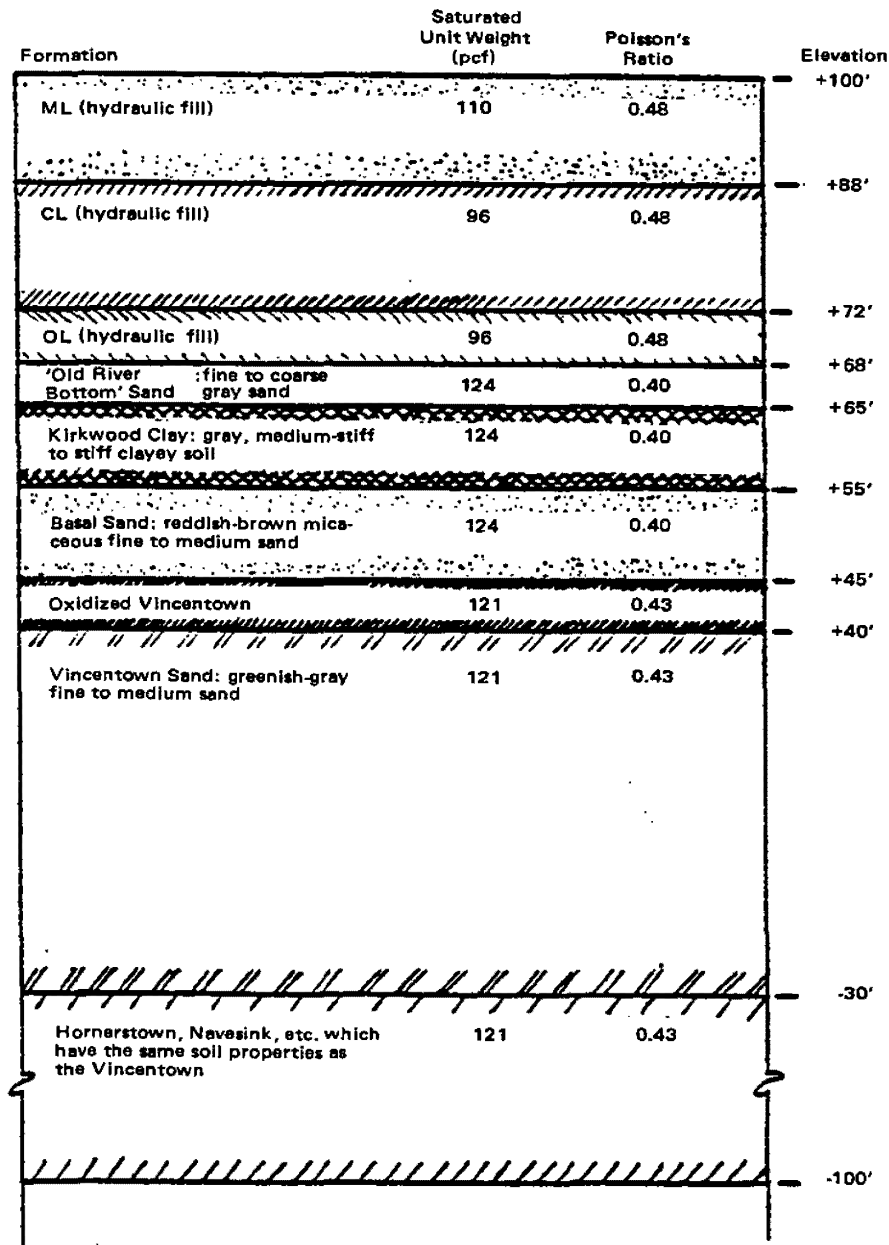 Saturated
Unit Weight
(pcf)
Poisson's
Ratio
Formation
Elevation
+100'
ML (hydraulic fill) 110 0.48
+88'
CL (hydraulic fill) 96 0.48
+72'
OL (hydraulic fill) 96 0.48
+68'
'Old River :fine to coarse
Bottom' Sand gray sand 124 0.40
+65'
Kirkwood Clay: gray, medium-stiff 124 0.40
to stiff clayey soil
+55'
Basal Sand: reddish-brown mica- 124 0.40
ceous fine to medium sand
+45'
Oxidized Vincentown 121 0.43
+40'
Vincentown Sand: greenish-gray 121 0.43
fine to medium sand
-30'
Hornerstown, Navesink, etc. which 121 0.43
have the same soil properties as
the Vincentown
-100'